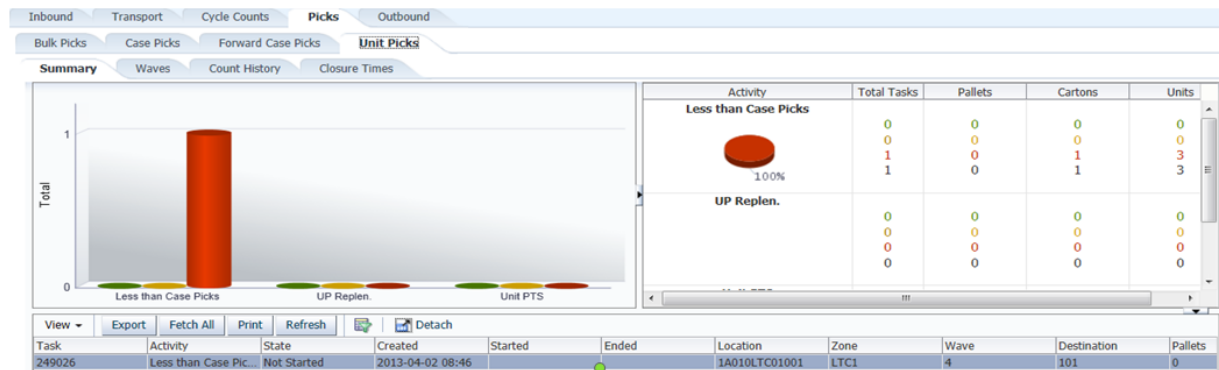 Inbound Transport Cycle Counts Picks Outbound
Bulk Picks Case Picks Forward Case Picks Unit Picks
Summary Waves Count History Closure Times
Total
1
0
Less than Case Picks UP Replen. Unit PTS
Activity Total Tasks Pallets Cartons Units
Less than Case Picks
100%
0 0 0 0
0 0 0 0
1 0 1 3
1 0 1 3
UP Replen.
0 0 0 0
0 0 0 0
0 0 0 0
0 0 0 0
View Export Fetch All Print Refresh Detach
Task Activity State Created Started Ended Location Zone Wave Destination Pallets
249026 Less than Case Pic... Not Started 2013-04-02 08:46 1A010LTC01001 LTC1 4 101 0